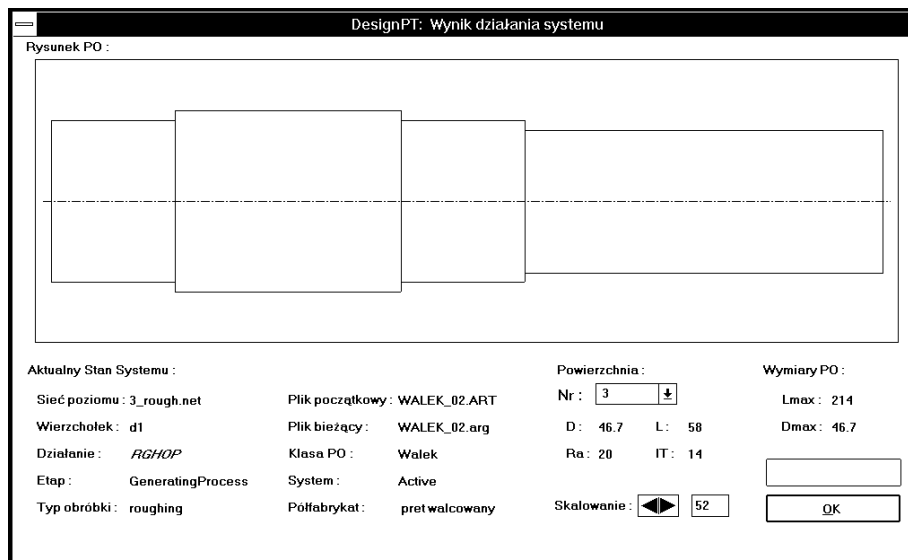 DesignPT: Wynik działania systemu
Rysunek PO :
Aktualny Stan Systemu :
Sieć poziomu : 3_rough.net
Wierzchołek : d1
Działanie : RGHOP
Etap : GeneratingProcess
Typ obróbki : roughing
Plik początkowy : WALEK_02.ART
Plik bieżący : WALEK_02.arg
Klasa PO : Walek
System : Active
Półfabrykat : pret walcowany
Powierzchnia :
Nr : 3
D : 46.7 L : 58
Ra : 20 IT : 14
Skalowanie : 52
Wymiary PO :
Lmax : 214
Dmax : 46.7
OK